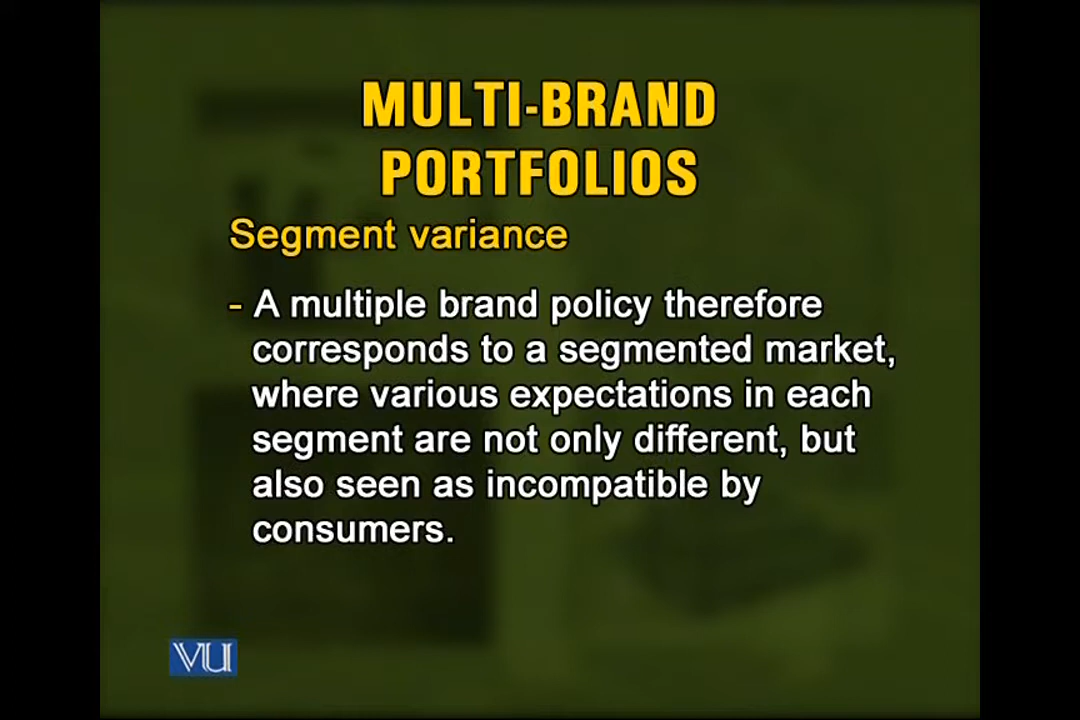 MULTI-BRAND
PORTFOLIOS
Segment variance
- A multiple brand policy therefore
corresponds to a segmented market,
where various expectations in each
segment are not only different, but
also seen as incompatible by
consumers.
VU